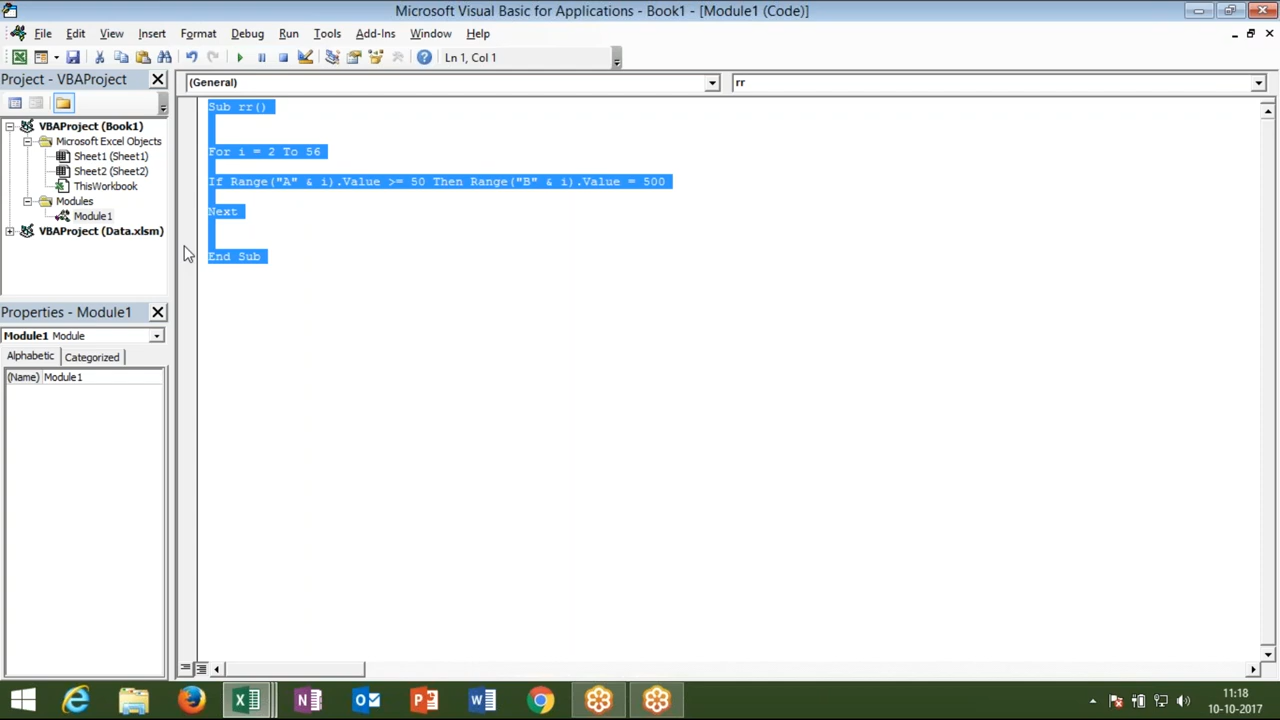 Microsoft Visual Basic for Applications - Book1 - [Module1 (Code)]
File Edit View Insert Format Debug Run Tools Add-Ins Window Help
Ln 1, Col 1
Project - VBAProject
(General)
rr
VBAProject (Book1)
Microsoft Excel Objects
Sheet1 (Sheet1)
Sheet2 (Sheet2)
ThisWorkbook
Modules
Module1
VBAProject (Data.xlsm)
Properties - Module1
Module1 Module
Alphabetic Categorized
(Name) Module1
Sub rr()
For i = 2 To 56
If Range("A" & i).Value >= 50 Then Range("B" & i).Value = 500
Next
End Sub
11:18
10-10-2017